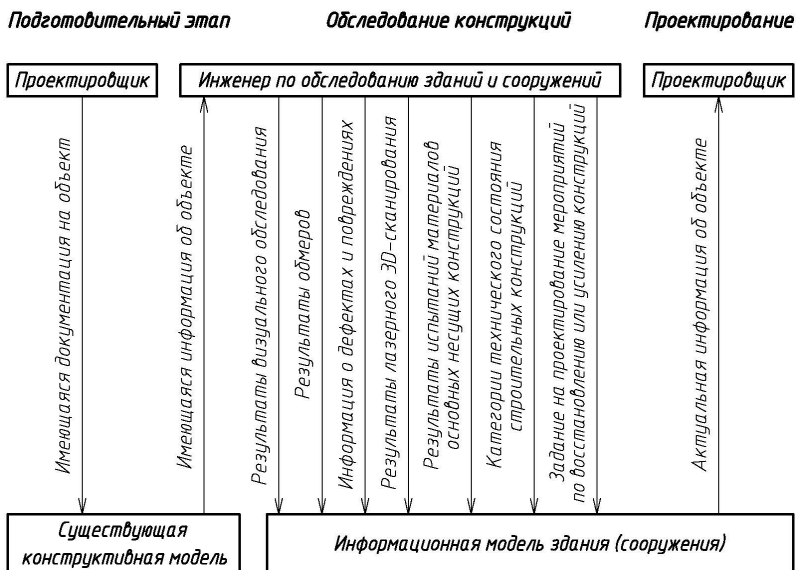 Подготовительный этап
Обследование конструкций
Проектирование
Проектировщик
Инженер по обследованию зданий и сооружений
Проектировщик
Имеющаяся документация на объект
Имеющаяся информация об объекте
Результаты визуального обследования
Результаты обмеров
Информация о дефектах и повреждениях
Результаты лазерного 3D-сканирования
Результаты испытаний материалов
основных несущих конструкций
Категории технического состояния
строительных конструкций
Задание на проектирование мероприятий
по восстановлению или усилению конструкций
Актуальная информация об объекте
Существующая
конструктивная модель
Информационная модель здания (сооружения)